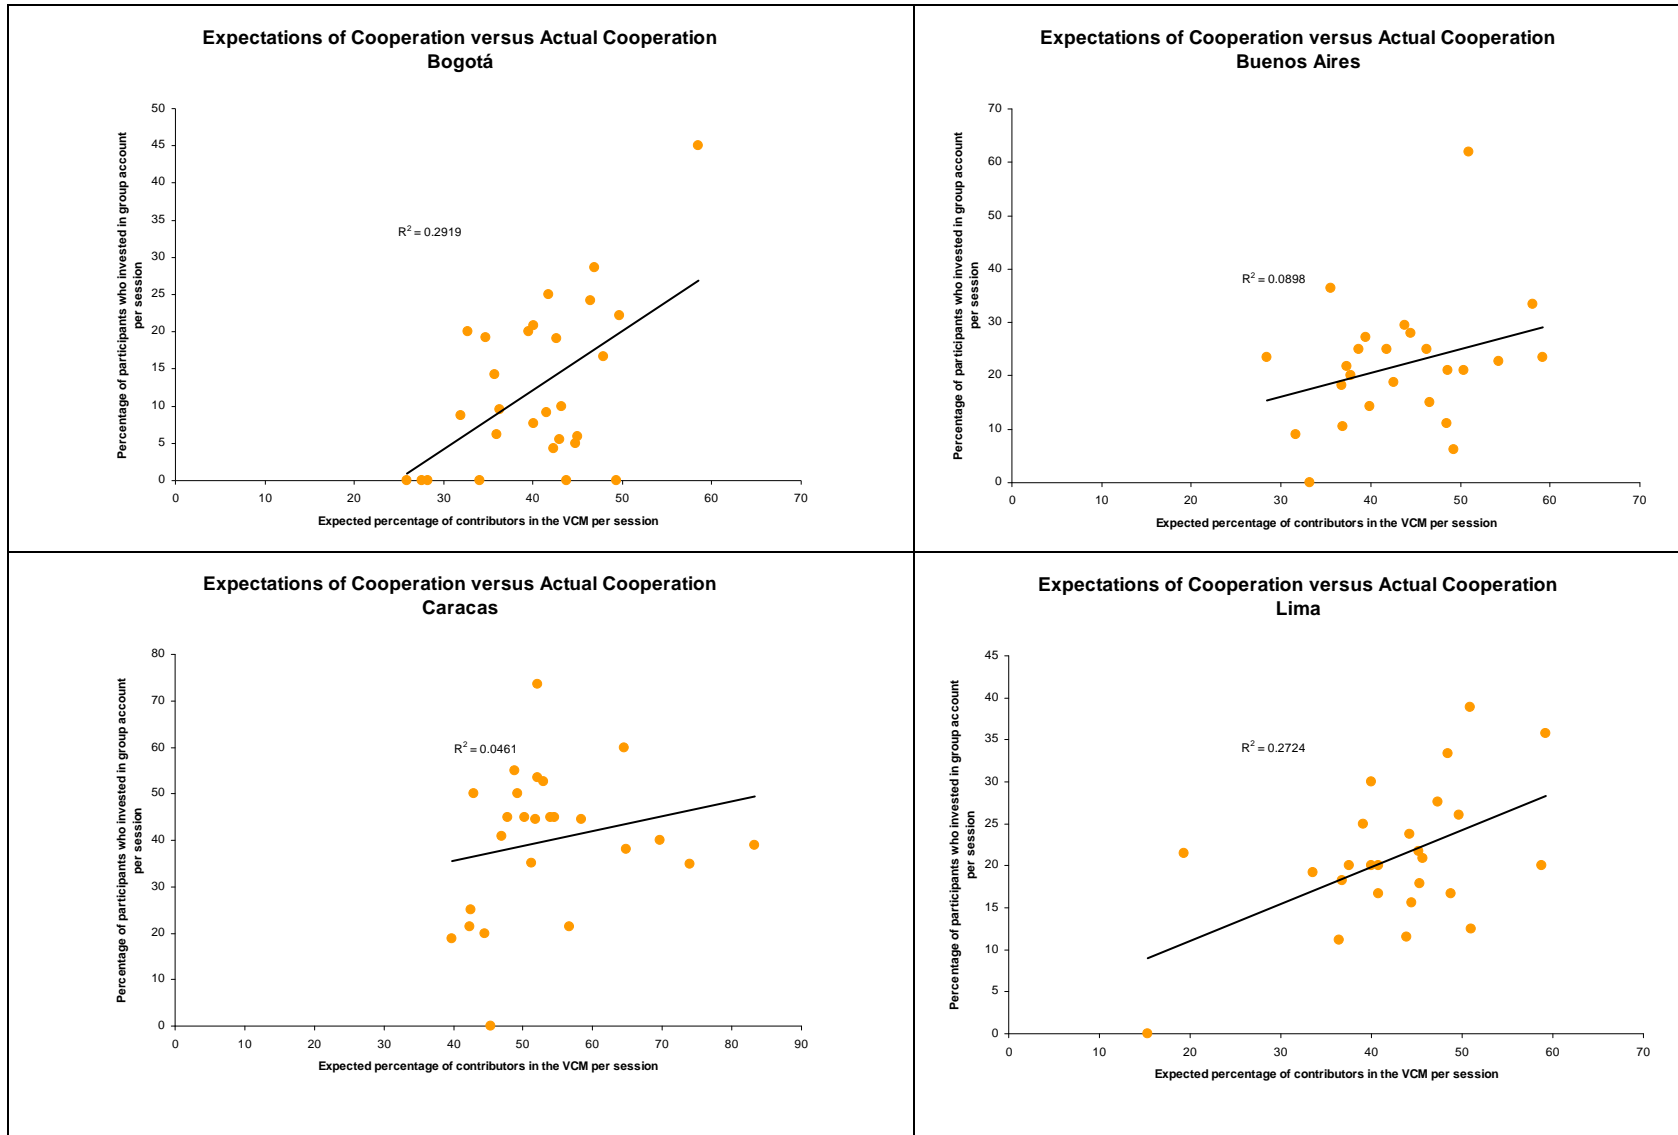 Expectations of Cooperation versus Actual Cooperation
Bogotá
Percentage of participants who invested in group account
per session
50
45
40
35
30
25
20
15
10
5
0
R² = 0.2919
0 10 20 30 40 50 60 70
Expected percentage of contributors in the VCM per session
Expectations of Cooperation versus Actual Cooperation
Buenos Aires
Percentage of participants who invested in group account
per session
70
60
50
40
30
20
10
0
R² = 0.0898
0 10 20 30 40 50 60 70
Expected percentage of contributors in the VCM per session
Expectations of Cooperation versus Actual Cooperation
Caracas
Percentage of participants who invested in group account
per session
80
70
60
50
40
30
20
10
0
R² = 0.0461
0 10 20 30 40 50 60 70 80 90
Expected percentage of contributors in the VCM per session
Expectations of Cooperation versus Actual Cooperation
Lima
Percentage of participants who invested in group account
per session
45
40
35
30
25
20
15
10
5
0
R² = 0.2724
0 10 20 30 40 50 60 70
Expected percentage of contributors in the VCM per session